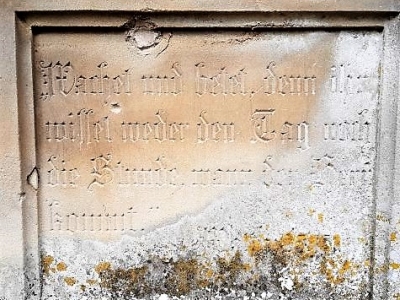 „Wachet und betet, denn ihr
wisset weder den Tag noch
die Stunde, wann der Herr
kommt.“